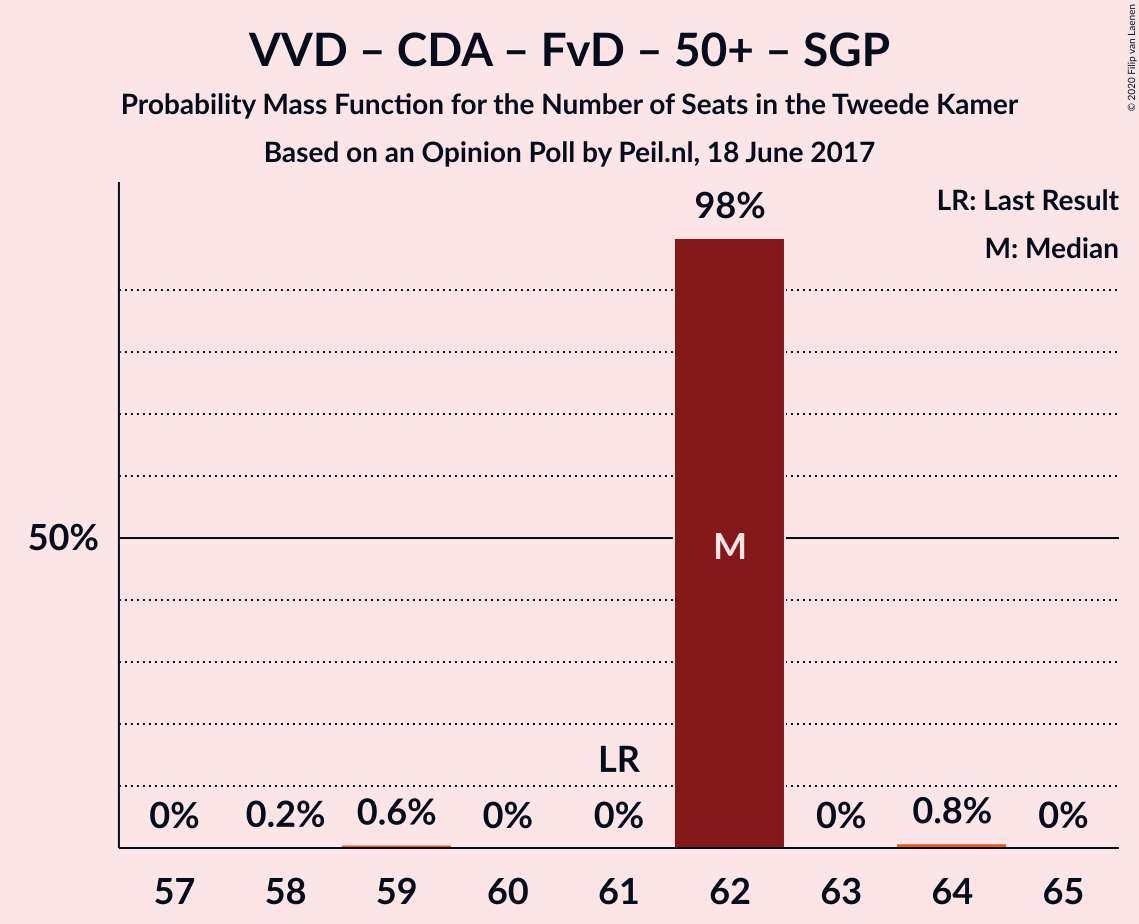 VVD – CDA – FvD – 50+ – SGP
Probability Mass Function for the Number of Seats in the Tweede Kamer
Based on an Opinion Poll by Peil.nl, 18 June 2017
© 2020 Filip van Laenen
LR: Last Result
M: Median
98%
50%
M
LR
0% 0.2% 0.6% 0% 0% 0% 0.8% 0%
57 58 59 60 61 62 63 64 65